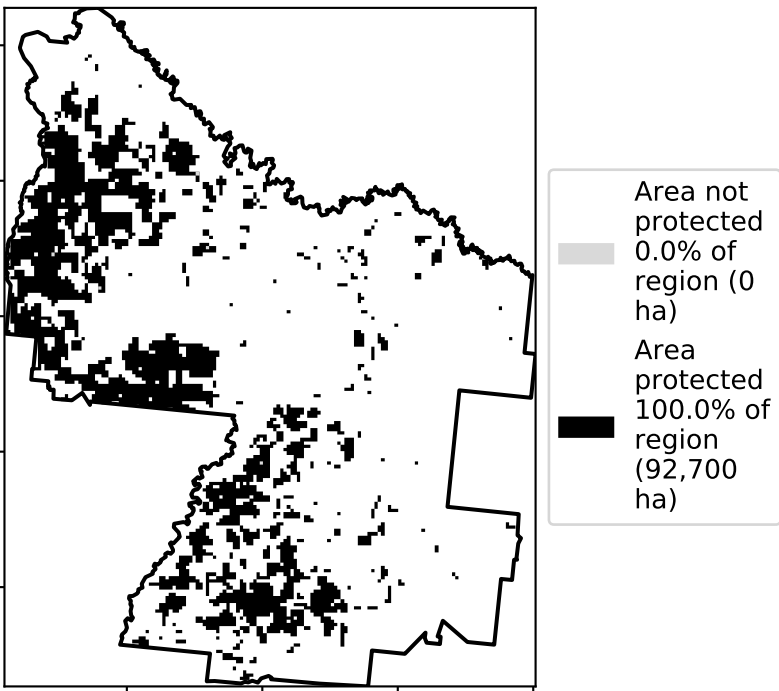 Area not
protected
0.0% of
region (0
ha)
Area
protected
100.0% of
region
(92,700
ha)